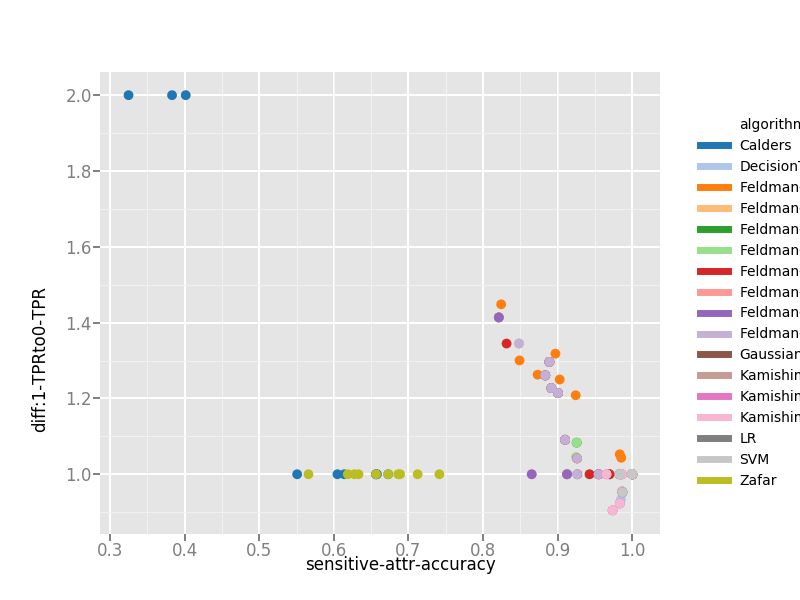 2.0
1.8
1.6
1.4
1.2
1.0
diff:1-TPRto0-TPR
0.3 0.4 0.5 0.6 0.7 0.8 0.9 1.0
sensitive-attr-accuracy
algorithm
Calders
Decision
Feldman-
Feldman-
Feldman-
Feldman-
Feldman-
Feldman-
Feldman-
Feldman-
Gaussian
Kamishin
Kamishin
Kamishin
LR
SVM
Zafar